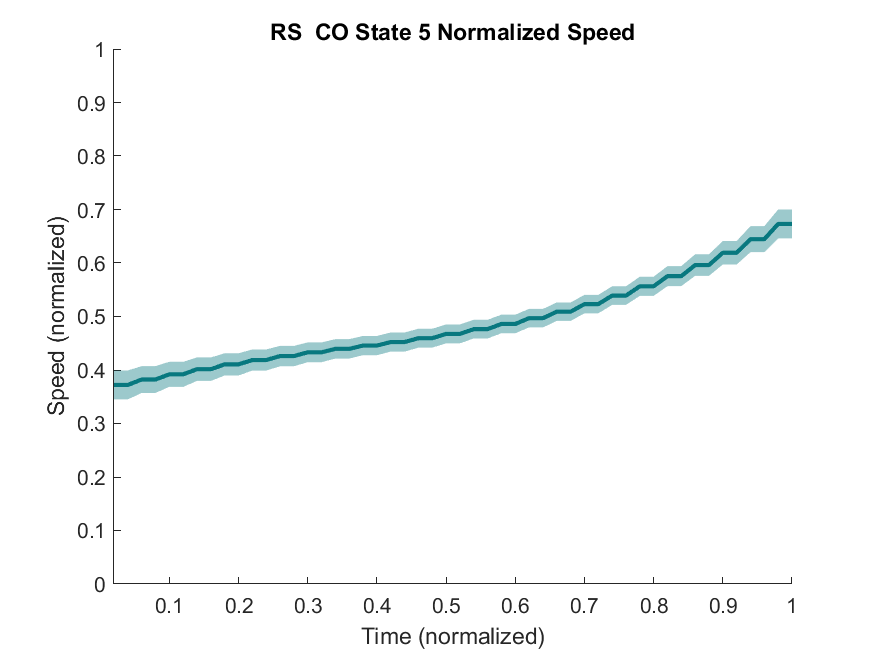 RS  CO State 5 Normalized Speed
1
0.9
0.8
0.7
0.6
0.5
0.4
0.3
0.2
0.1
0
Speed (normalized)
0.1 0.2 0.3 0.4 0.5 0.6 0.7 0.8 0.9 1
Time (normalized)